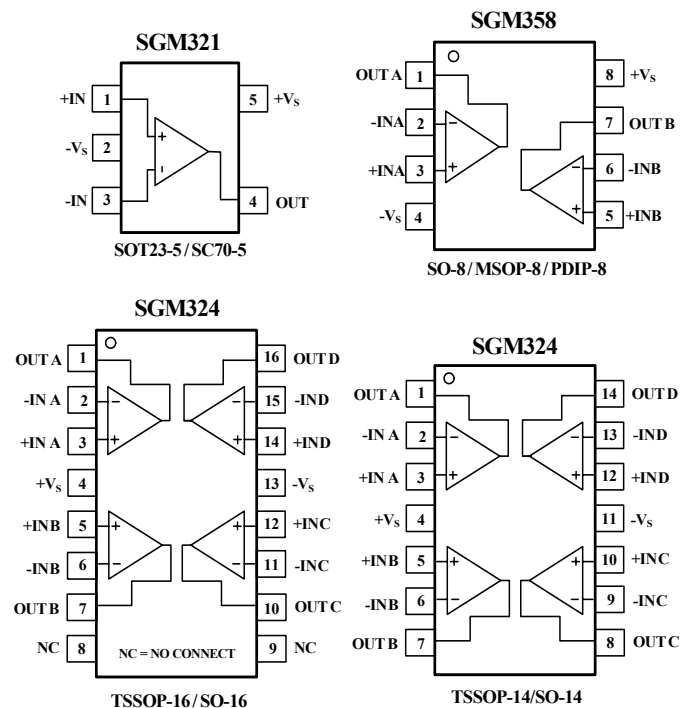 SGM321
+IN 1 5 +VS
+
-VS 2
-
-IN 3 4 OUT
SOT23-5 / SC70-5
SGM358
OUT A 1 8 +VS
-INA 2 - 7 OUT B
+INA 3 + - 6 -INB
-VS 4 + 5 +INB
SO-8 / MSOP-8 / PDIP-8
SGM324
OUT A 1 16 OUT D
-IN A 2 - - 15 -IND
+IN A 3 + + 14 +IND
+VS 4 13 -VS
+INB 5 + + 12 +INC
-INB 6 - - 11 -INC
OUT B 7 10 OUT C
NC 8 NC = NO CONNECT 9 NC
TSSOP-16 / SO-16
SGM324
OUT A 1 14 OUT D
-IN A 2 - - 13 -IND
+IN A 3 + + 12 +IND
+VS 4 11 -VS
+INB 5 + + 10 +INC
-INB 6 - - 9 -INC
OUT B 7 8 OUT C
TSSOP-14/SO-14